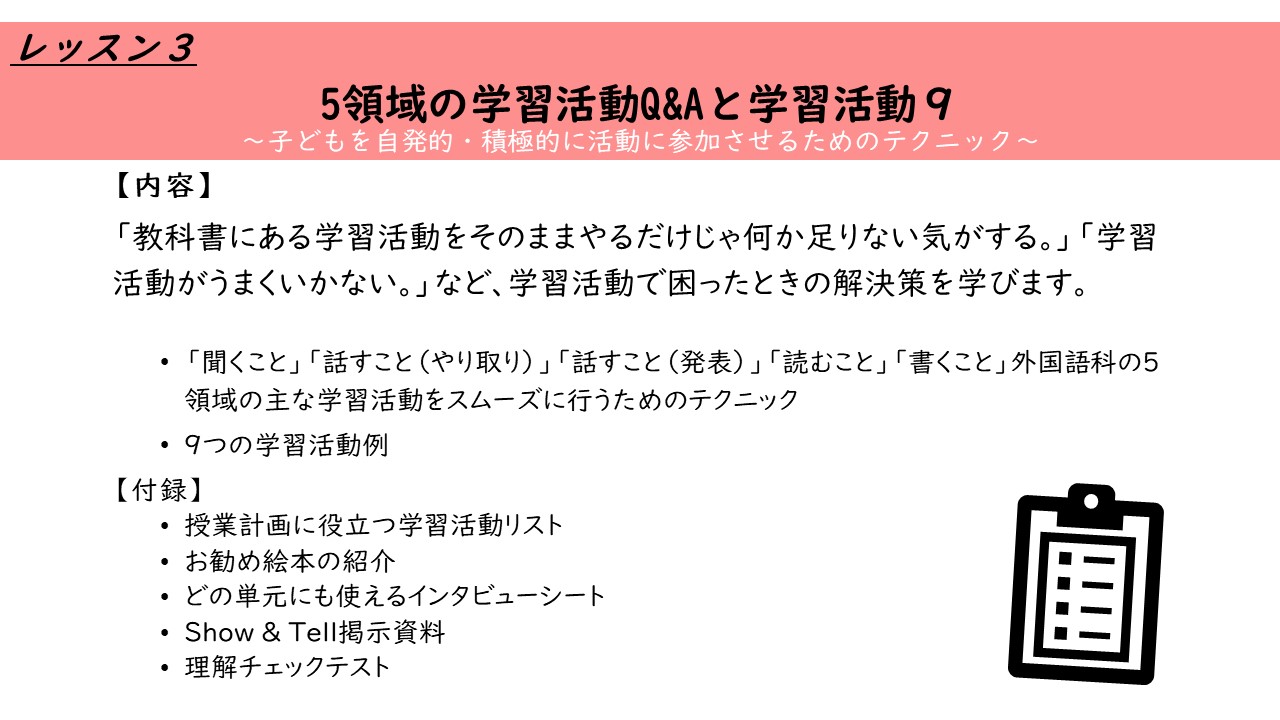 レッスン３
5領域の学習活動Q&Aと学習活動９
～子どもを自発的・積極的に活動に参加させるためのテクニック～
【内容】
「教科書にある学習活動をそのままやるだけじゃ何か足りない気がする。」「学習
活動がうまくいかない。」など、学習活動で困ったときの解決策を学びます。
• 「聞くこと」「話すこと（やり取り）」「話すこと（発表）」「読むこと」「書くこと」外国語科の5
領域の主な学習活動をスムーズに行うためのテクニック
• 9つの学習活動例
【付録】
• 授業計画に役立つ学習活動リスト
• お勧め絵本の紹介
• どの単元にも使えるインタビューシート
• Show & Tell掲示資料
• 理解チェックテスト